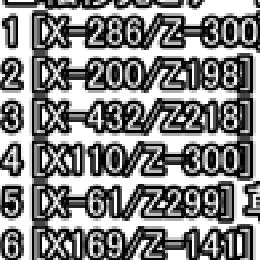 1 [X-286/Z-300
2 [X-200/Z198]
3 [X-432/Z218]
4 [X110/Z-300]
5 [X-61/Z299]
6 [X169/Z-141]